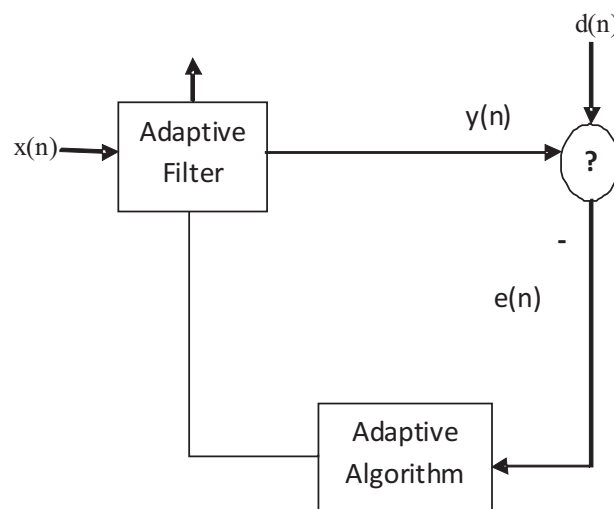 d(n)
x(n)
Adaptive
Filter
y(n)
?
-
e(n)
Adaptive
Algorithm